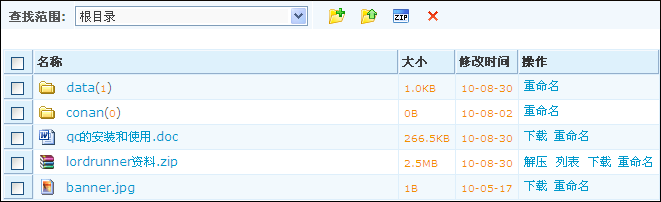 查找范围: 根目录 ZIP
名称 大小 修改时间 操作
data(1) 1.0KB 10-08-30 重命名
conan(0) 0B 10-08-02 重命名
qc的安装和使用.doc 266.5KB 10-08-30 下载 重命名
lordrunner资料.zip 2.5MB 10-08-30 解压 列表 下载 重命名
banner.jpg 1B 10-05-17 下载 重命名